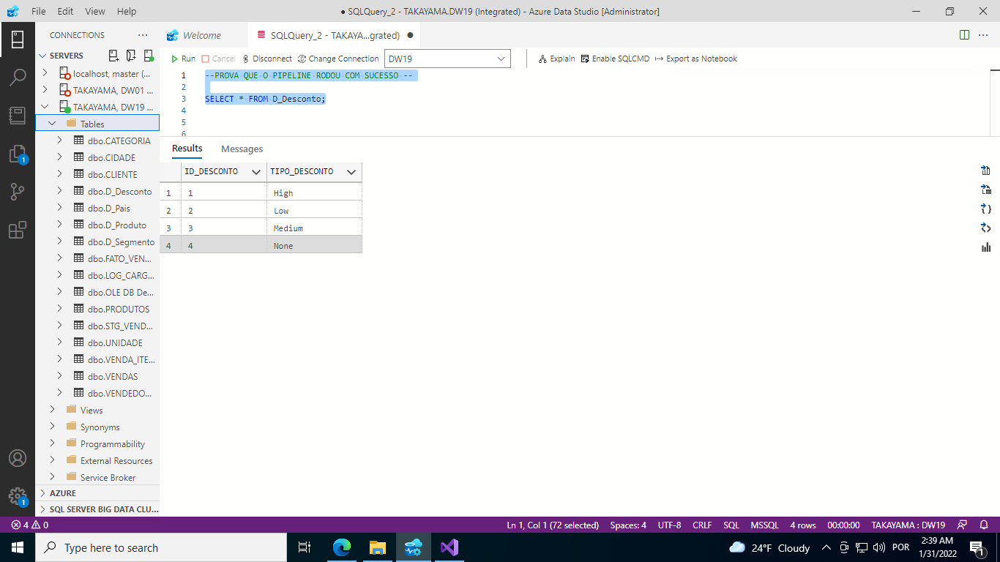 File Edit View Help
● SQLQuery_2 - TAKAYAMA.DW19 (Integrated) - Azure Data Studio [Administrator]
CONNECTIONS ...
Welcome
SQLQuery_2 - TAKAYA...grated) ●
SERVERS
Run Cancel Disconnect Change Connection DW19 Explain Enable SQLCMD Export as Notebook
localhost, master (...
TAKAYAMA, DW01 ...
TAKAYAMA, DW19 ...
Tables
dbo.CATEGORIA
dbo.CIDADE
dbo.CLIENTE
dbo.D_Desconto
dbo.D_Pais
dbo.D_Produto
dbo.D_Segmento
dbo.FATO_VEN...
dbo.LOG_CARG...
dbo.OLE DB De...
dbo.PRODUTOS
dbo.STG_VEND...
dbo.UNIDADE
dbo.VENDA_ITE...
dbo.VENDAS
dbo.VENDEDO...
Views
Synonyms
Programmability
External Resources
Service Broker
AZURE
SQL SERVER BIG DATA CLU...
1 --PROVA QUE O PIPELINE RODOU COM SUCESSO --
2
3 SELECT * FROM D_Desconto;
4
5
6
Results Messages
ID_DESCONTO TIPO_DESCONTO
1 1 High
2 2 Low
3 3 Medium
4 4 None
1
1
4 0
Ln 1, Col 1 (72 selected) Spaces: 4 UTF-8 CRLF SQL MSSQL 4 rows 00:00:00 TAKAYAMA : DW19
Type here to search
24°F Cloudy
POR
2:39 AM
1/31/2022
1